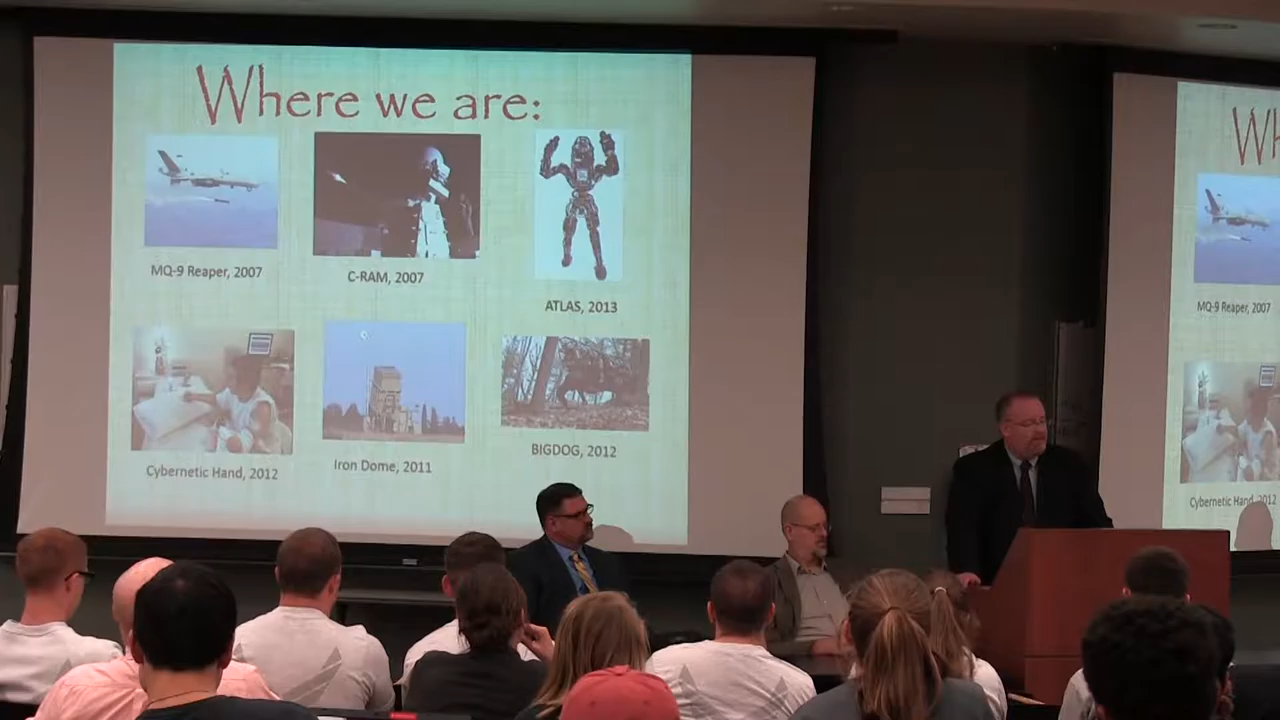 Where we are:
MQ-9 Reaper, 2007
C-RAM, 2007
ATLAS, 2013
Cybernetic Hand, 2012
Iron Dome, 2011
BIGDOG, 2012
Wh
MQ-9 Reaper, 2007
Cybernetic Hand, 2012